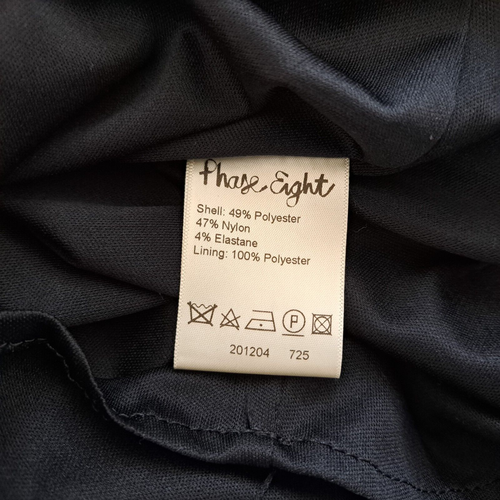 Phase Eight
Shell: 49% Polyester
47% Nylon
4% Elastane
Lining: 100% Polyester
P
201204 725